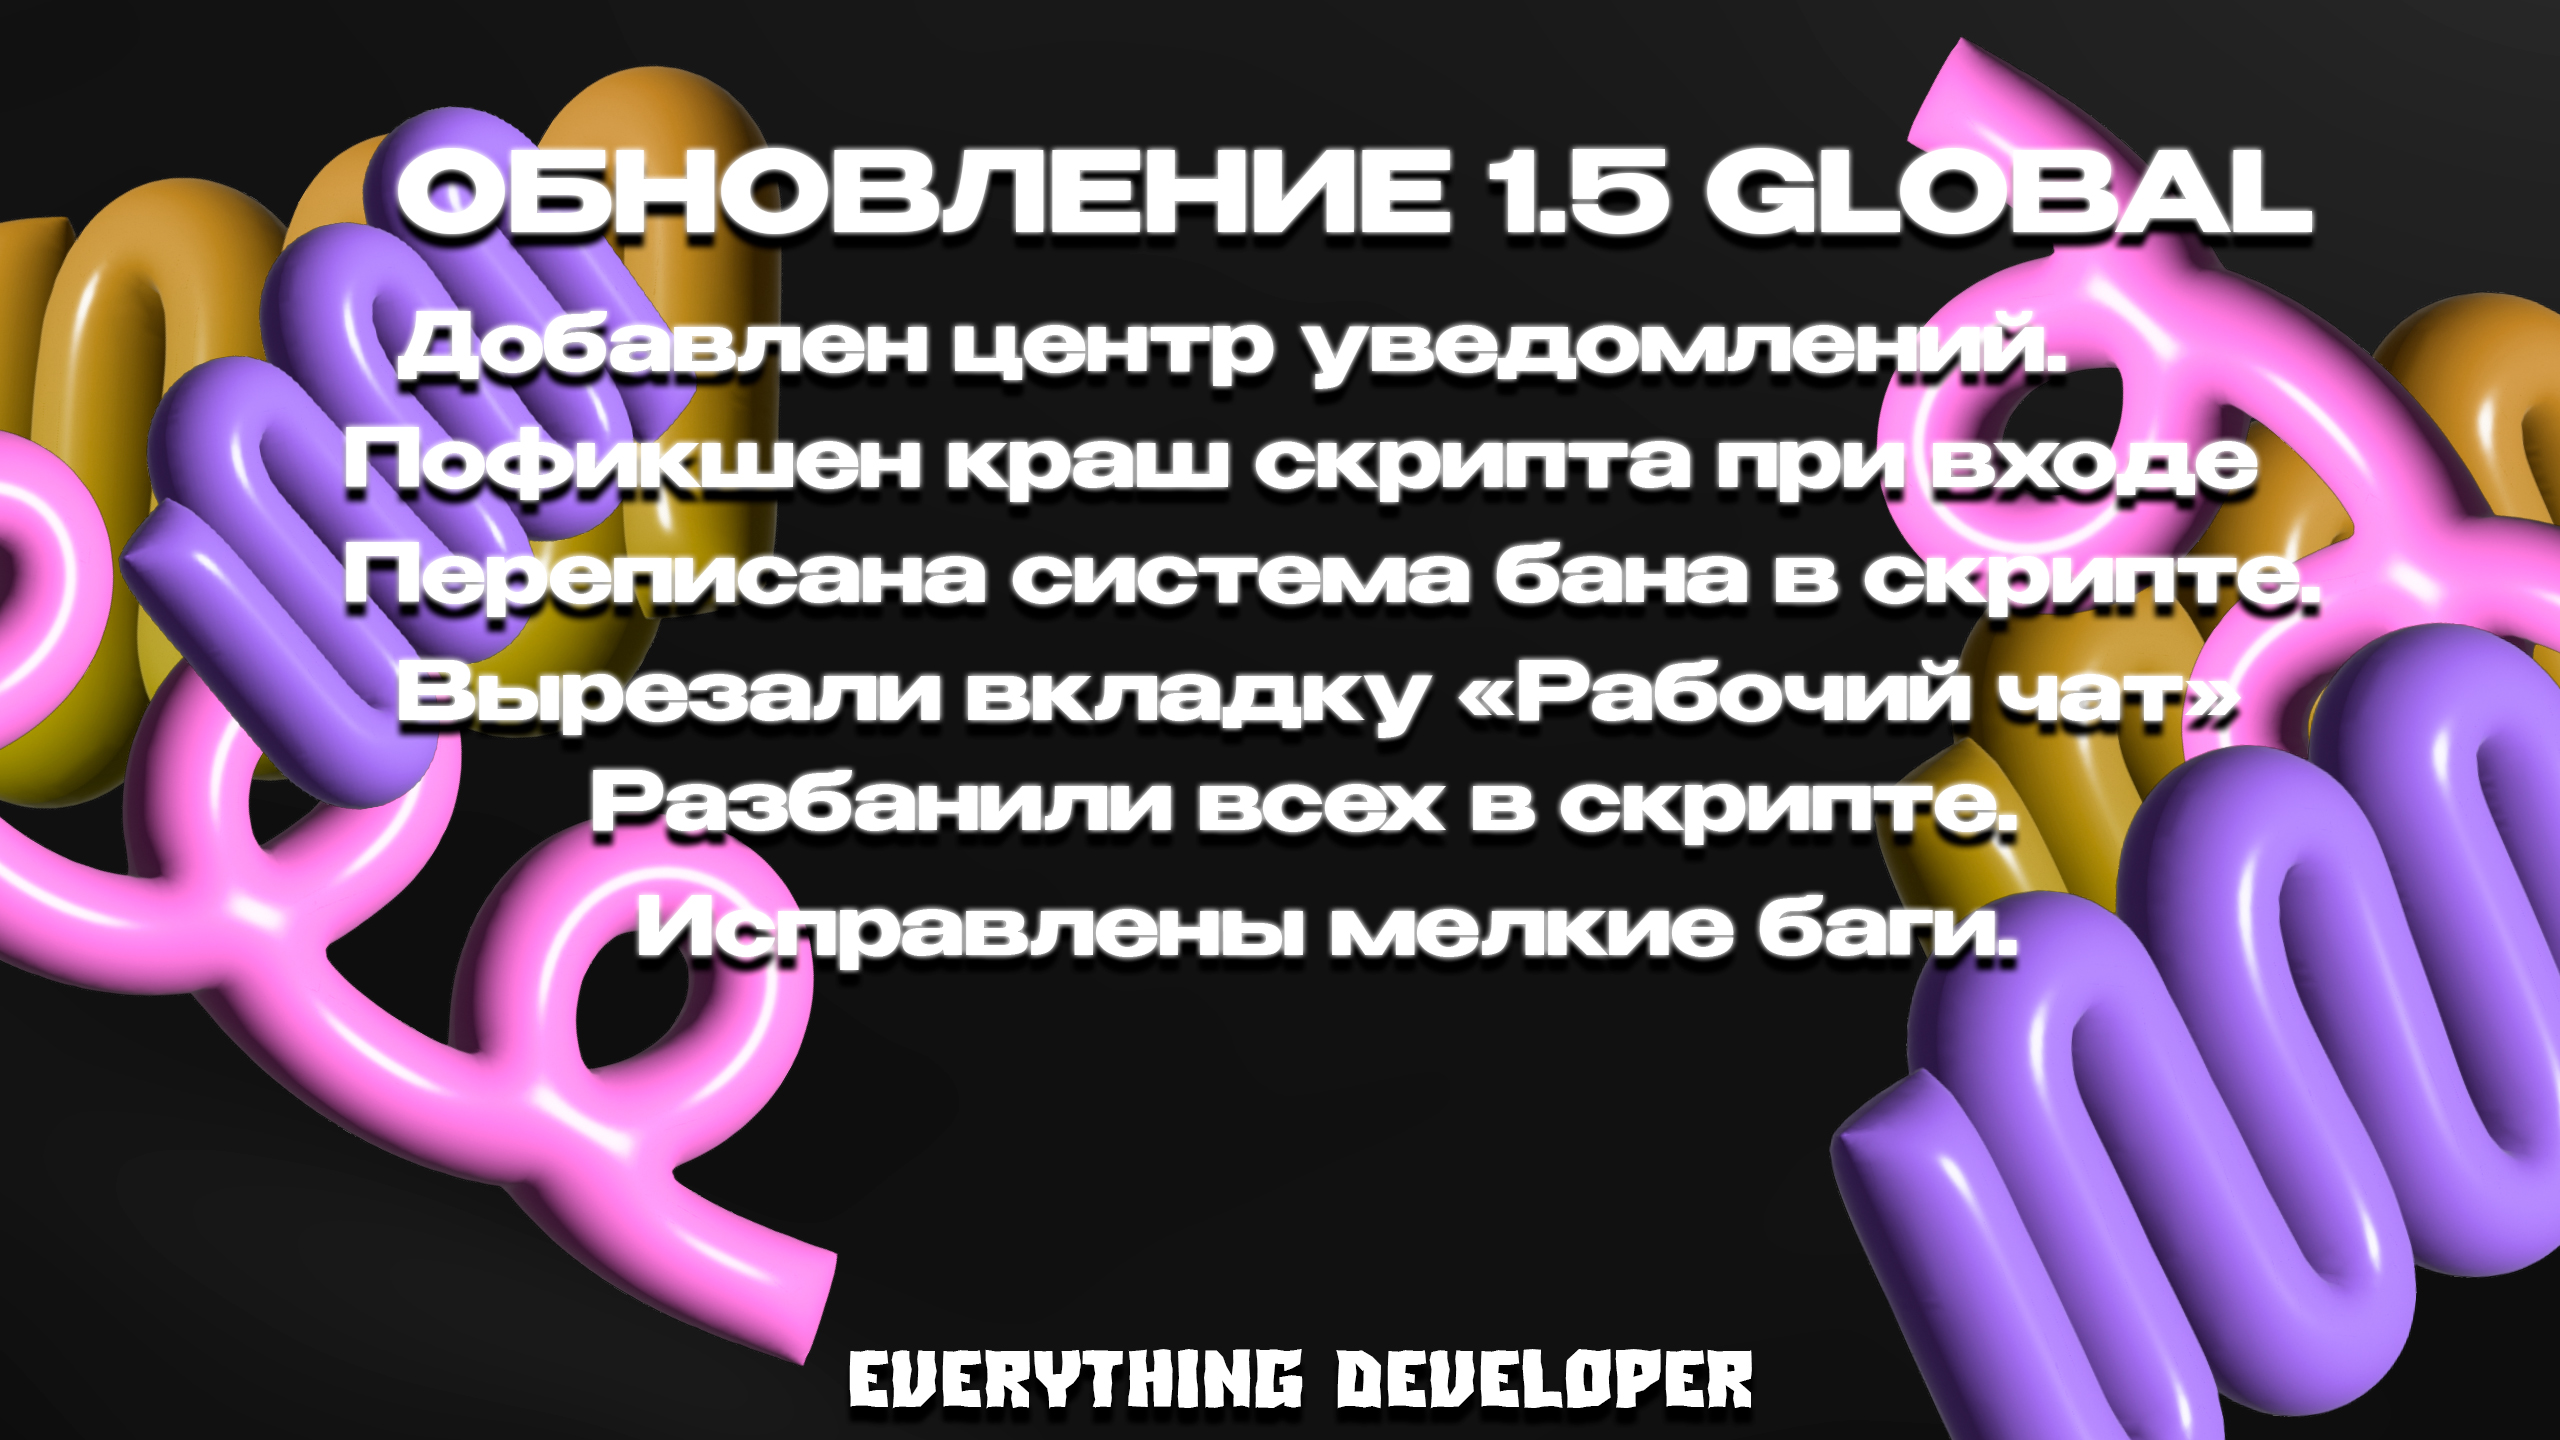 ОБНОВЛЕНИЕ 1.5 GLOBAL
Добавлен центр уведомлений.
Пофикшен краш скрипта при входе
Переписана система бана в скрипте.
Вырезали вкладку «Рабочий чат»
Разбанили всех в скрипте.
Исправлены мелкие баги.
EVERYTHING DEVELOPER